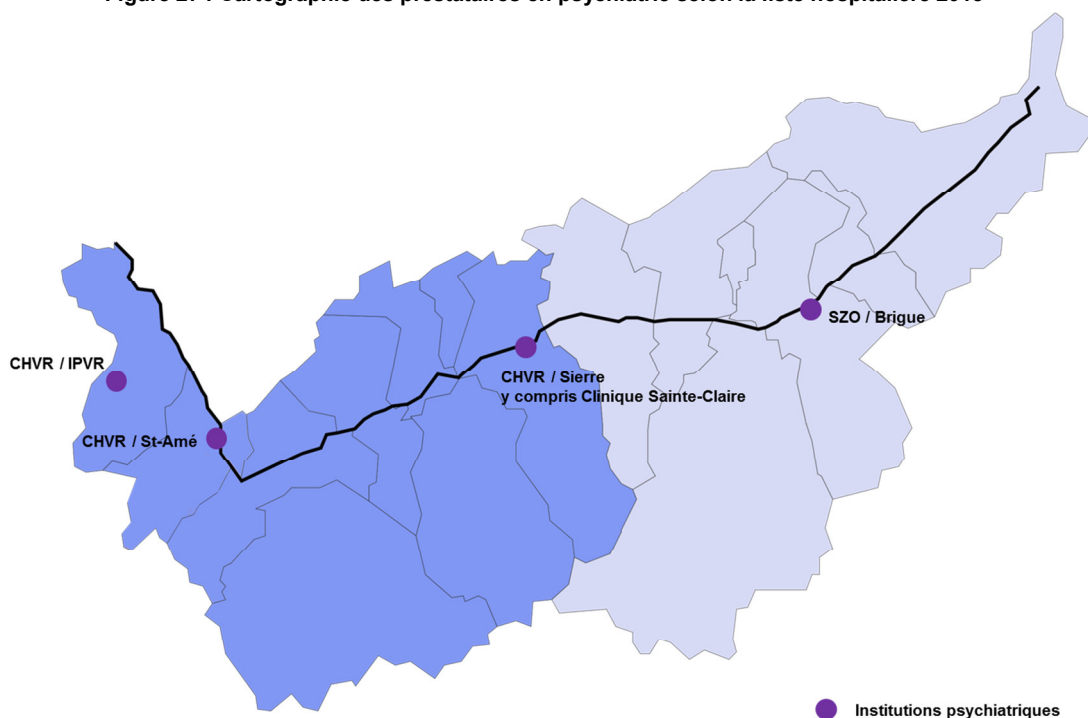 CHVR / IPVR
CHVR / St-Amé
CHVR / Sierre
y compris Clinique Sainte-Claire
SZO / Brigue
Institutions psychiatriques